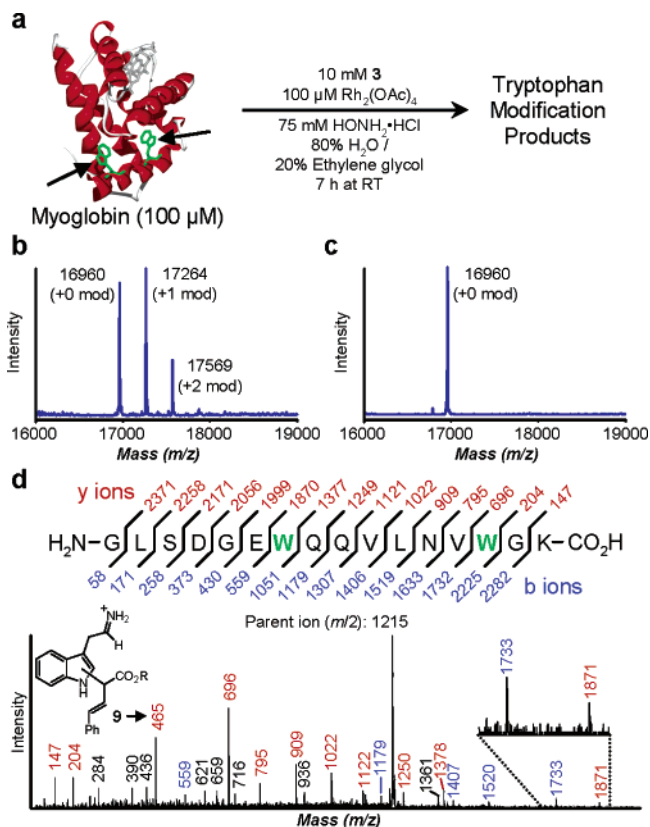 a
10 mM 3
100 μM Rh₂(OAc)₄
75 mM HONH₂•HCl
80% H₂O /
20% Ethylene glycol
7 h at RT
Tryptophan
Modification
Products
Myoglobin (100 μM)
b
16960
(+0 mod)
17264
(+1 mod)
17569
(+2 mod)
Intensity
16000 17000 18000 19000
Mass (m/z)
c
16960
(+0 mod)
Intensity
16000 17000 18000 19000
Mass (m/z)
d
y ions
2371 2258 2171 2056 1999 1870 1377 1249 1121 1022 909 795 696 204 147
H₂N-G L S D G E W Q Q V L N V W G K-CO₂H
58 171 258 373 430 559 1051 1179 1307 1406 1519 1633 1732 2225 2282
b ions
Parent ion (m/z): 1215
+
NH₂
H
N
H
CO₂R
Ph
9
Intensity
147 204 284 390 436 465 559 621 659 696 716 795 909 936 1022 1122 1179 1250 1361 1378 1407 1520 1733 1871
1733 1871
Mass (m/z)